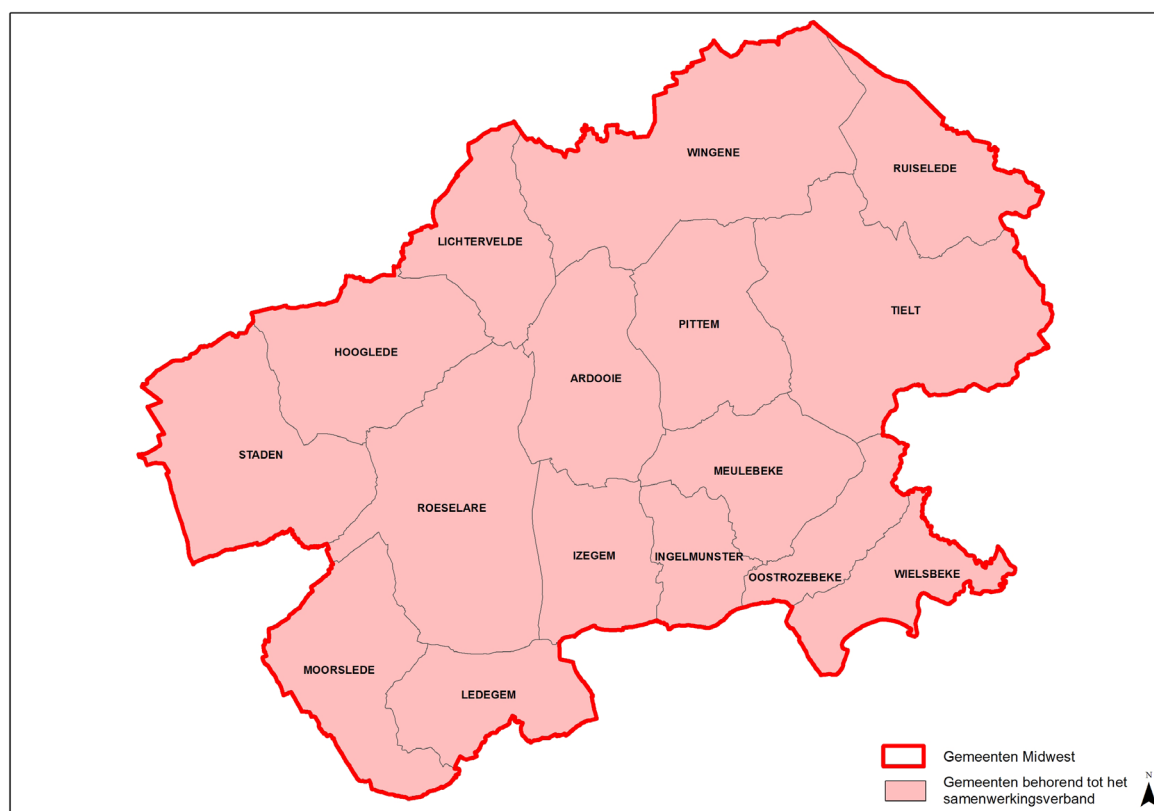 WINGENE
RUISELEDE
LICHTERVELDE
TIELT
PITTEM
HOOGLEDE
ARDOOIE
STADEN
MEULEBEKE
ROESELARE
IZEGEM
INGELMUNSTER
OOSTROZEBEKE
WIELSBEKE
MOORSLEDE
LEDEGEM
Gemeenten Midwest
Gemeenten behorend tot het
samenwerkingsverband
N